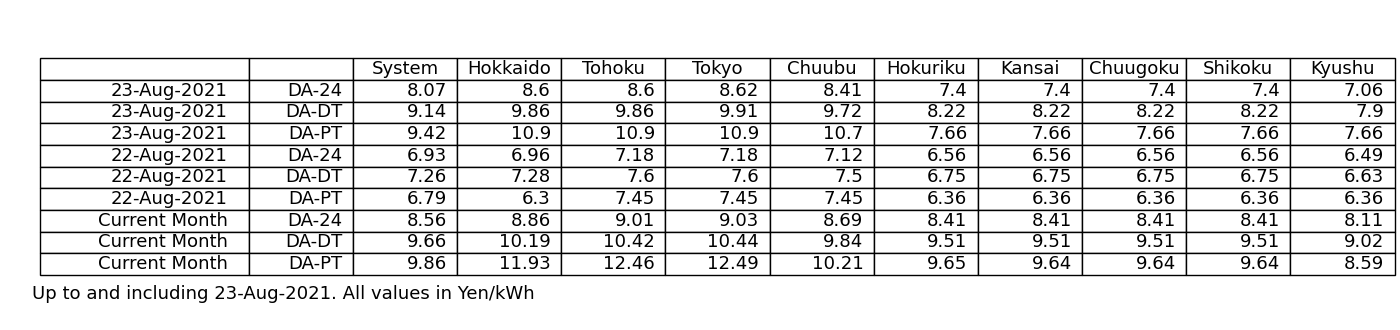 System Hokkaido Tohoku Tokyo Chuubu Hokuriku Kansai Chuugoku Shikoku Kyushu
23-Aug-2021 DA-24 8.07 8.6 8.6 8.62 8.41 7.4 7.4 7.4 7.4 7.06
23-Aug-2021 DA-DT 9.14 9.86 9.86 9.91 9.72 8.22 8.22 8.22 8.22 7.9
23-Aug-2021 DA-PT 9.42 10.9 10.9 10.9 10.7 7.66 7.66 7.66 7.66 7.66
22-Aug-2021 DA-24 6.93 6.96 7.18 7.18 7.12 6.56 6.56 6.56 6.56 6.49
22-Aug-2021 DA-DT 7.26 7.28 7.6 7.6 7.5 6.75 6.75 6.75 6.75 6.63
22-Aug-2021 DA-PT 6.79 6.3 7.45 7.45 7.45 6.36 6.36 6.36 6.36 6.36
Current Month DA-24 8.56 8.86 9.01 9.03 8.69 8.41 8.41 8.41 8.41 8.11
Current Month DA-DT 9.66 10.19 10.42 10.44 9.84 9.51 9.51 9.51 9.51 9.02
Current Month DA-PT 9.86 11.93 12.46 12.49 10.21 9.65 9.64 9.64 9.64 8.59
Up to and including 23-Aug-2021. All values in Yen/kWh